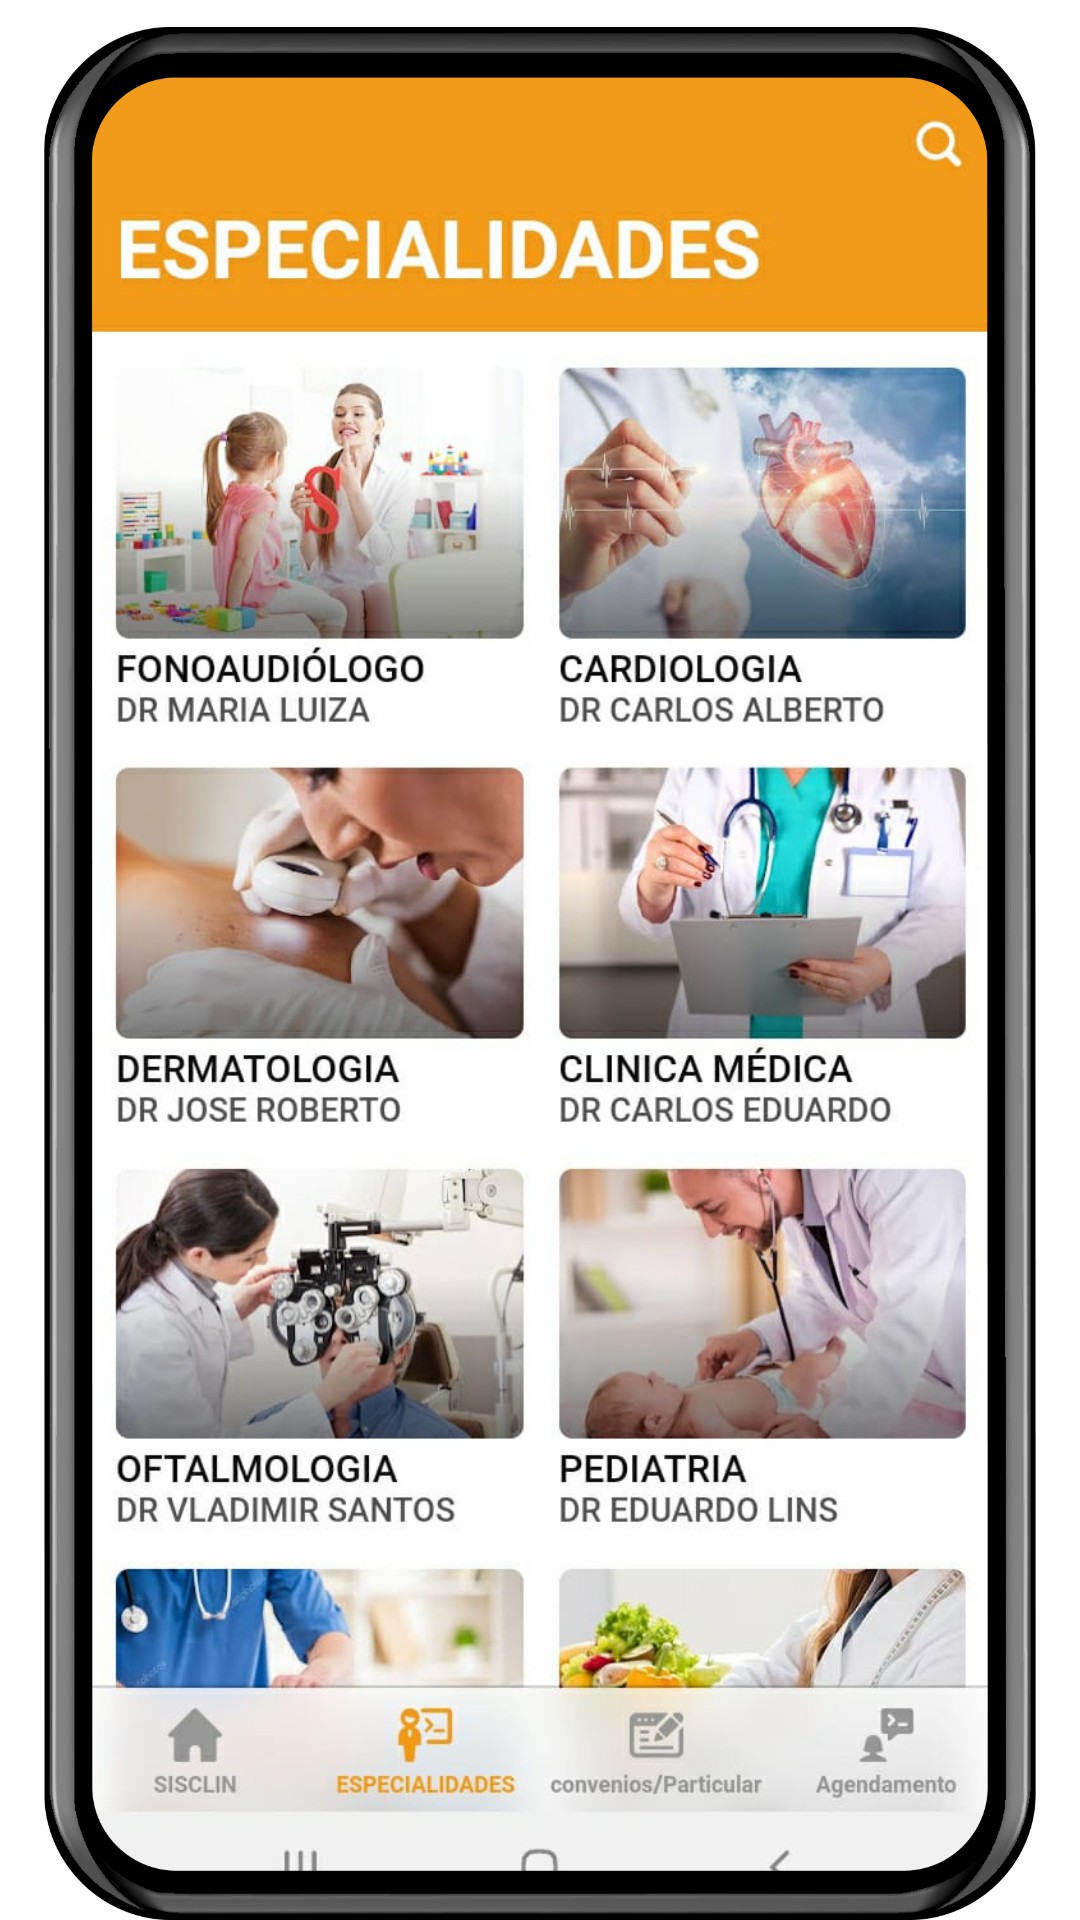 ESPECIALIDADES
S
FONOAUDIÓLOGO
DR MARIA LUIZA
CARDIOLOGIA
DR CARLOS ALBERTO
DERMATOLOGIA
DR JOSE ROBERTO
CLINICA MÉDICA
DR CARLOS EDUARDO
OFTALMOLOGIA
DR VLADIMIR SANTOS
PEDIATRIA
DR EDUARDO LINS
SISCLIN
ESPECIALIDADES
convenios/Particular
Agendamento